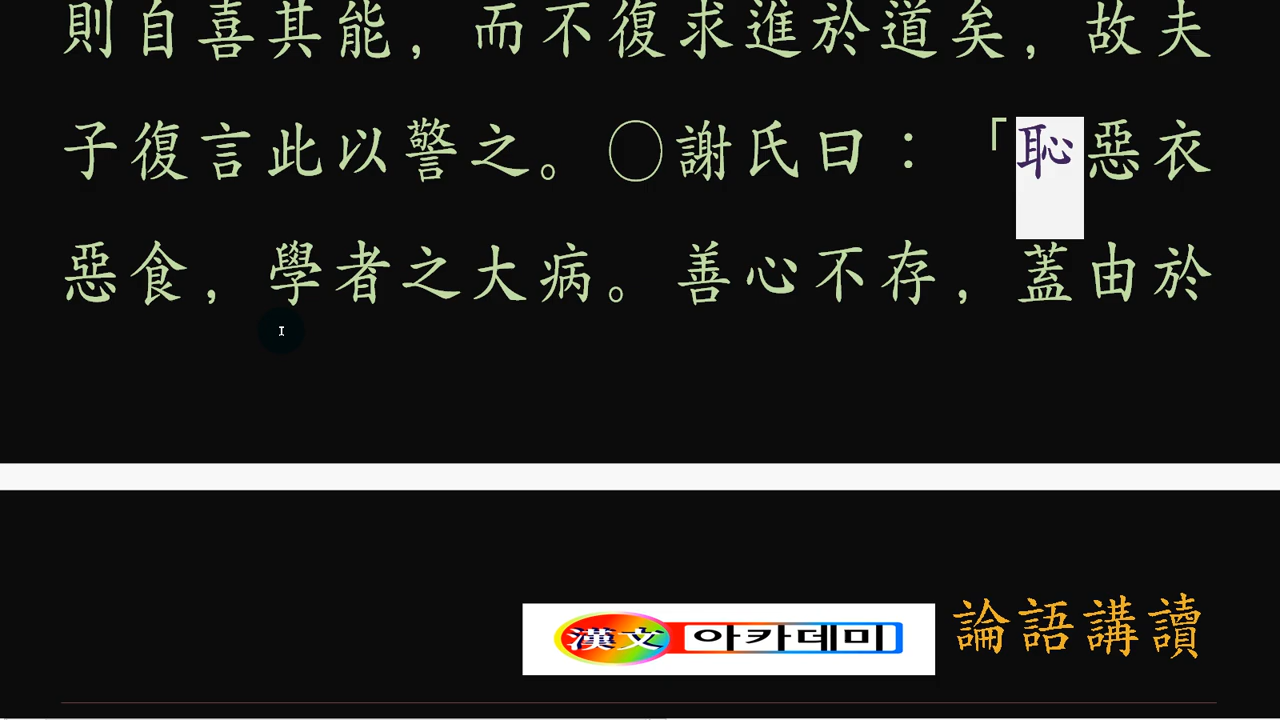 則自喜其能，而不復求進於道矣，故夫
子復言此以警之。○謝氏曰：「恥惡衣
惡食，學者之大病。善心不存，蓋由於
漢文 아카데미
論語講讀